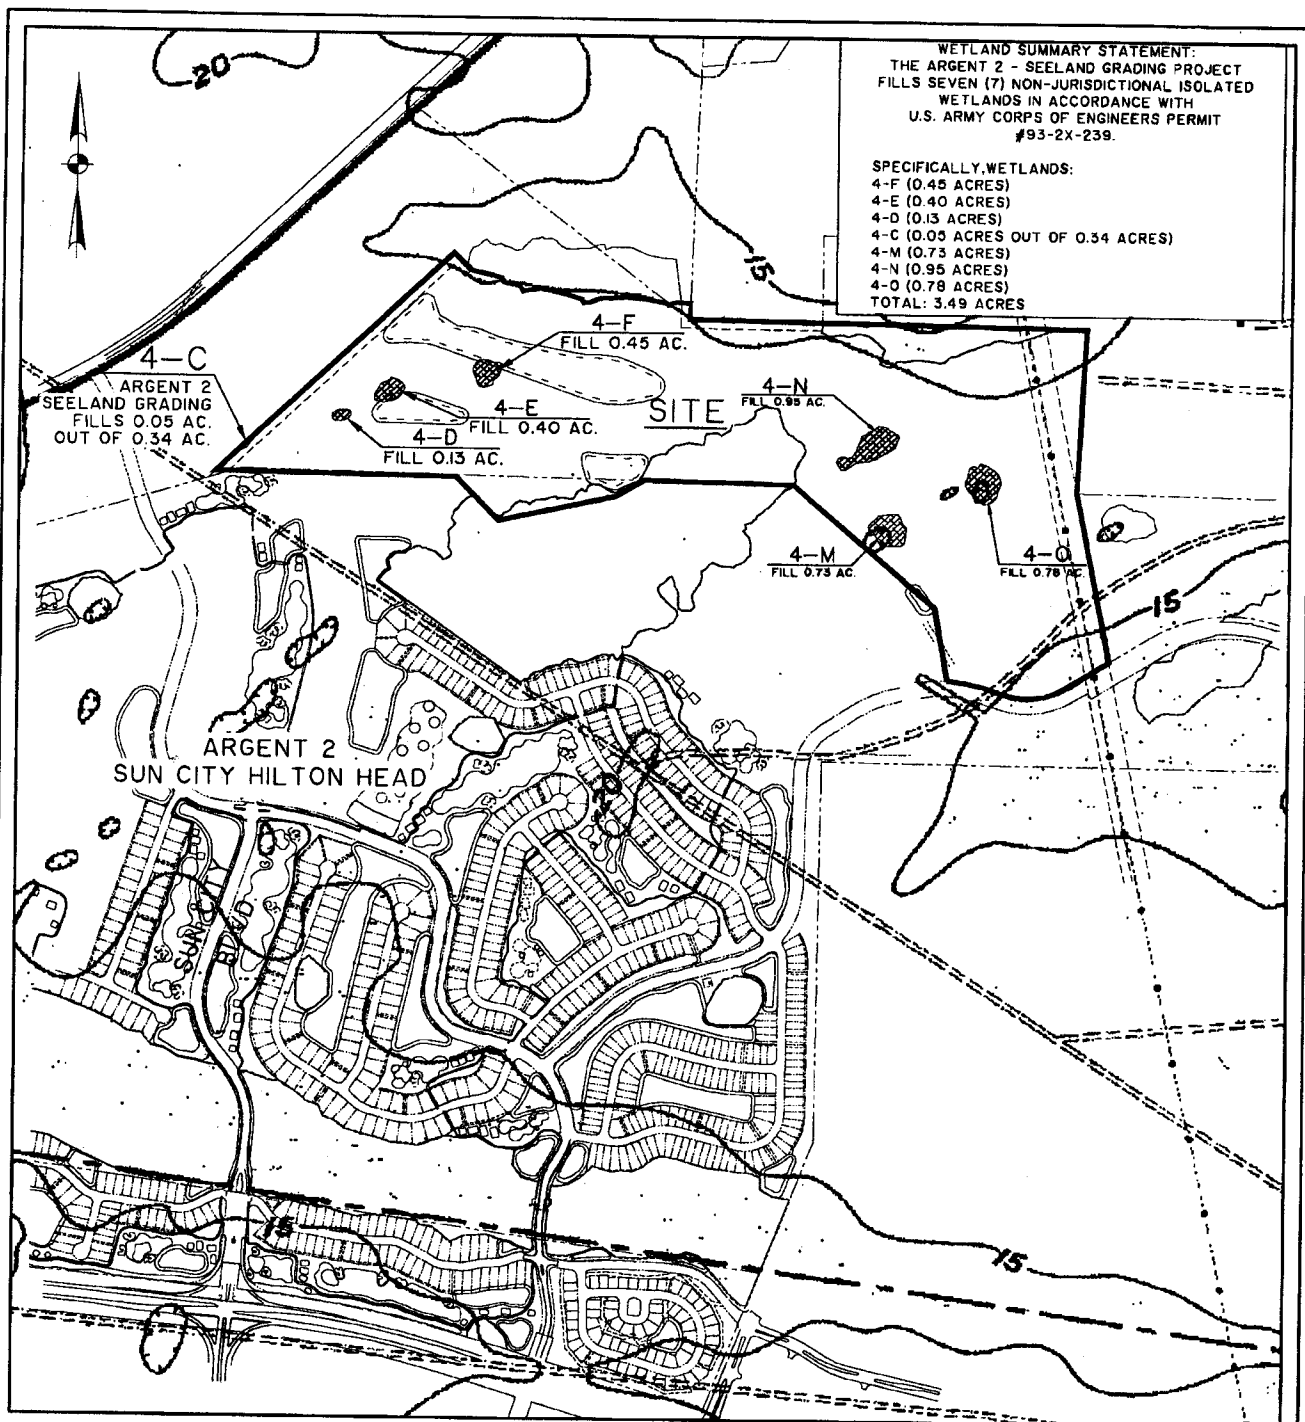 WETLAND SUMMARY STATEMENT:
THE ARGENT 2 - SEELAND GRADING PROJECT
FILLS SEVEN (7) NON-JURISDICTIONAL ISOLATED
WETLANDS IN ACCORDANCE WITH
U.S. ARMY CORPS OF ENGINEERS PERMIT
#93-2X-239.
SPECIFICALLY,WETLANDS:
4-F (0.45 ACRES)
4-E (0.40 ACRES)
4-D (0.13 ACRES)
4-C (0.05 ACRES OUT OF 0.34 ACRES)
4-M (0.73 ACRES)
4-N (0.95 ACRES)
4-O (0.78 ACRES)
TOTAL: 3.49 ACRES
20
15
4-F
FILL 0.45 AC.
4-C
ARGENT 2
SEELAND GRADING
FILLS 0.05 AC.
OUT OF 0.34 AC.
4-E
FILL 0.40 AC.
4-D
FILL 0.13 AC.
SITE
4-N
FILL 0.95 AC.
4-M
FILL 0.73 AC.
4-O
FILL 0.78 AC.
15
ARGENT 2
SUN CITY HILTON HEAD
20
SUN C
BLVD
15
15